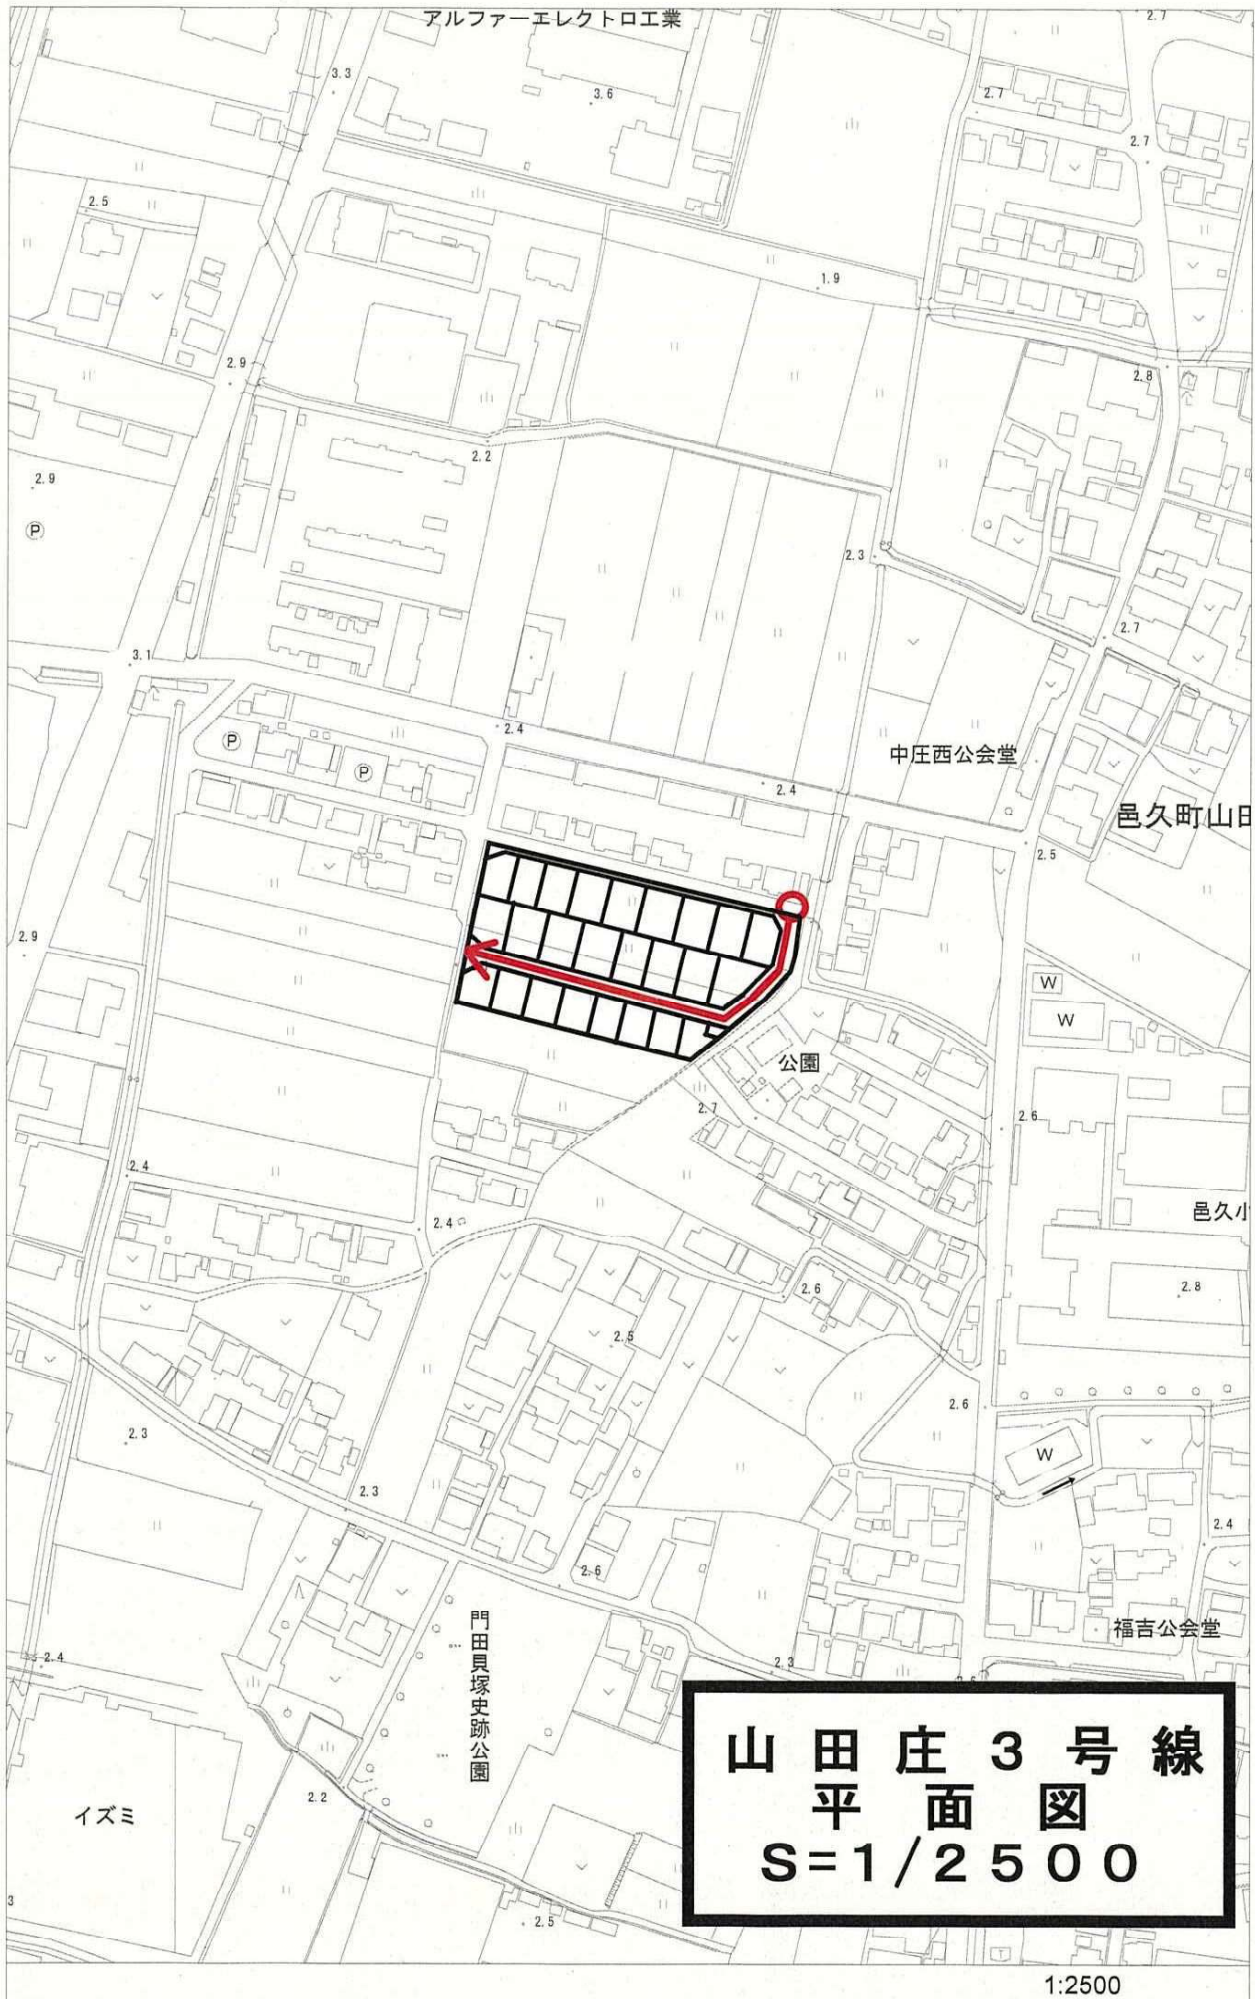 アルファーエレクトロ工業
2.7
3.3
3.6
2.7
2.7
2.5
1.9
2.9
2.8
2.2
2.9
P
2.3
2.7
3.1
P
P
2.4
2.4
中圧西公会堂
邑久町山田
2.5
2.9
W
W
公園
2.7
2.6
2.4
邑久小
2.4
2.6
2.8
2.5
2.6
2.3
W
2.3
2.4
2.6
福吉公会堂
門田貝塚史跡公園
2.4
2.3
2.2
イズミ
3
2.5
山田庄3号線
平面図
S=1/2500
1:2500